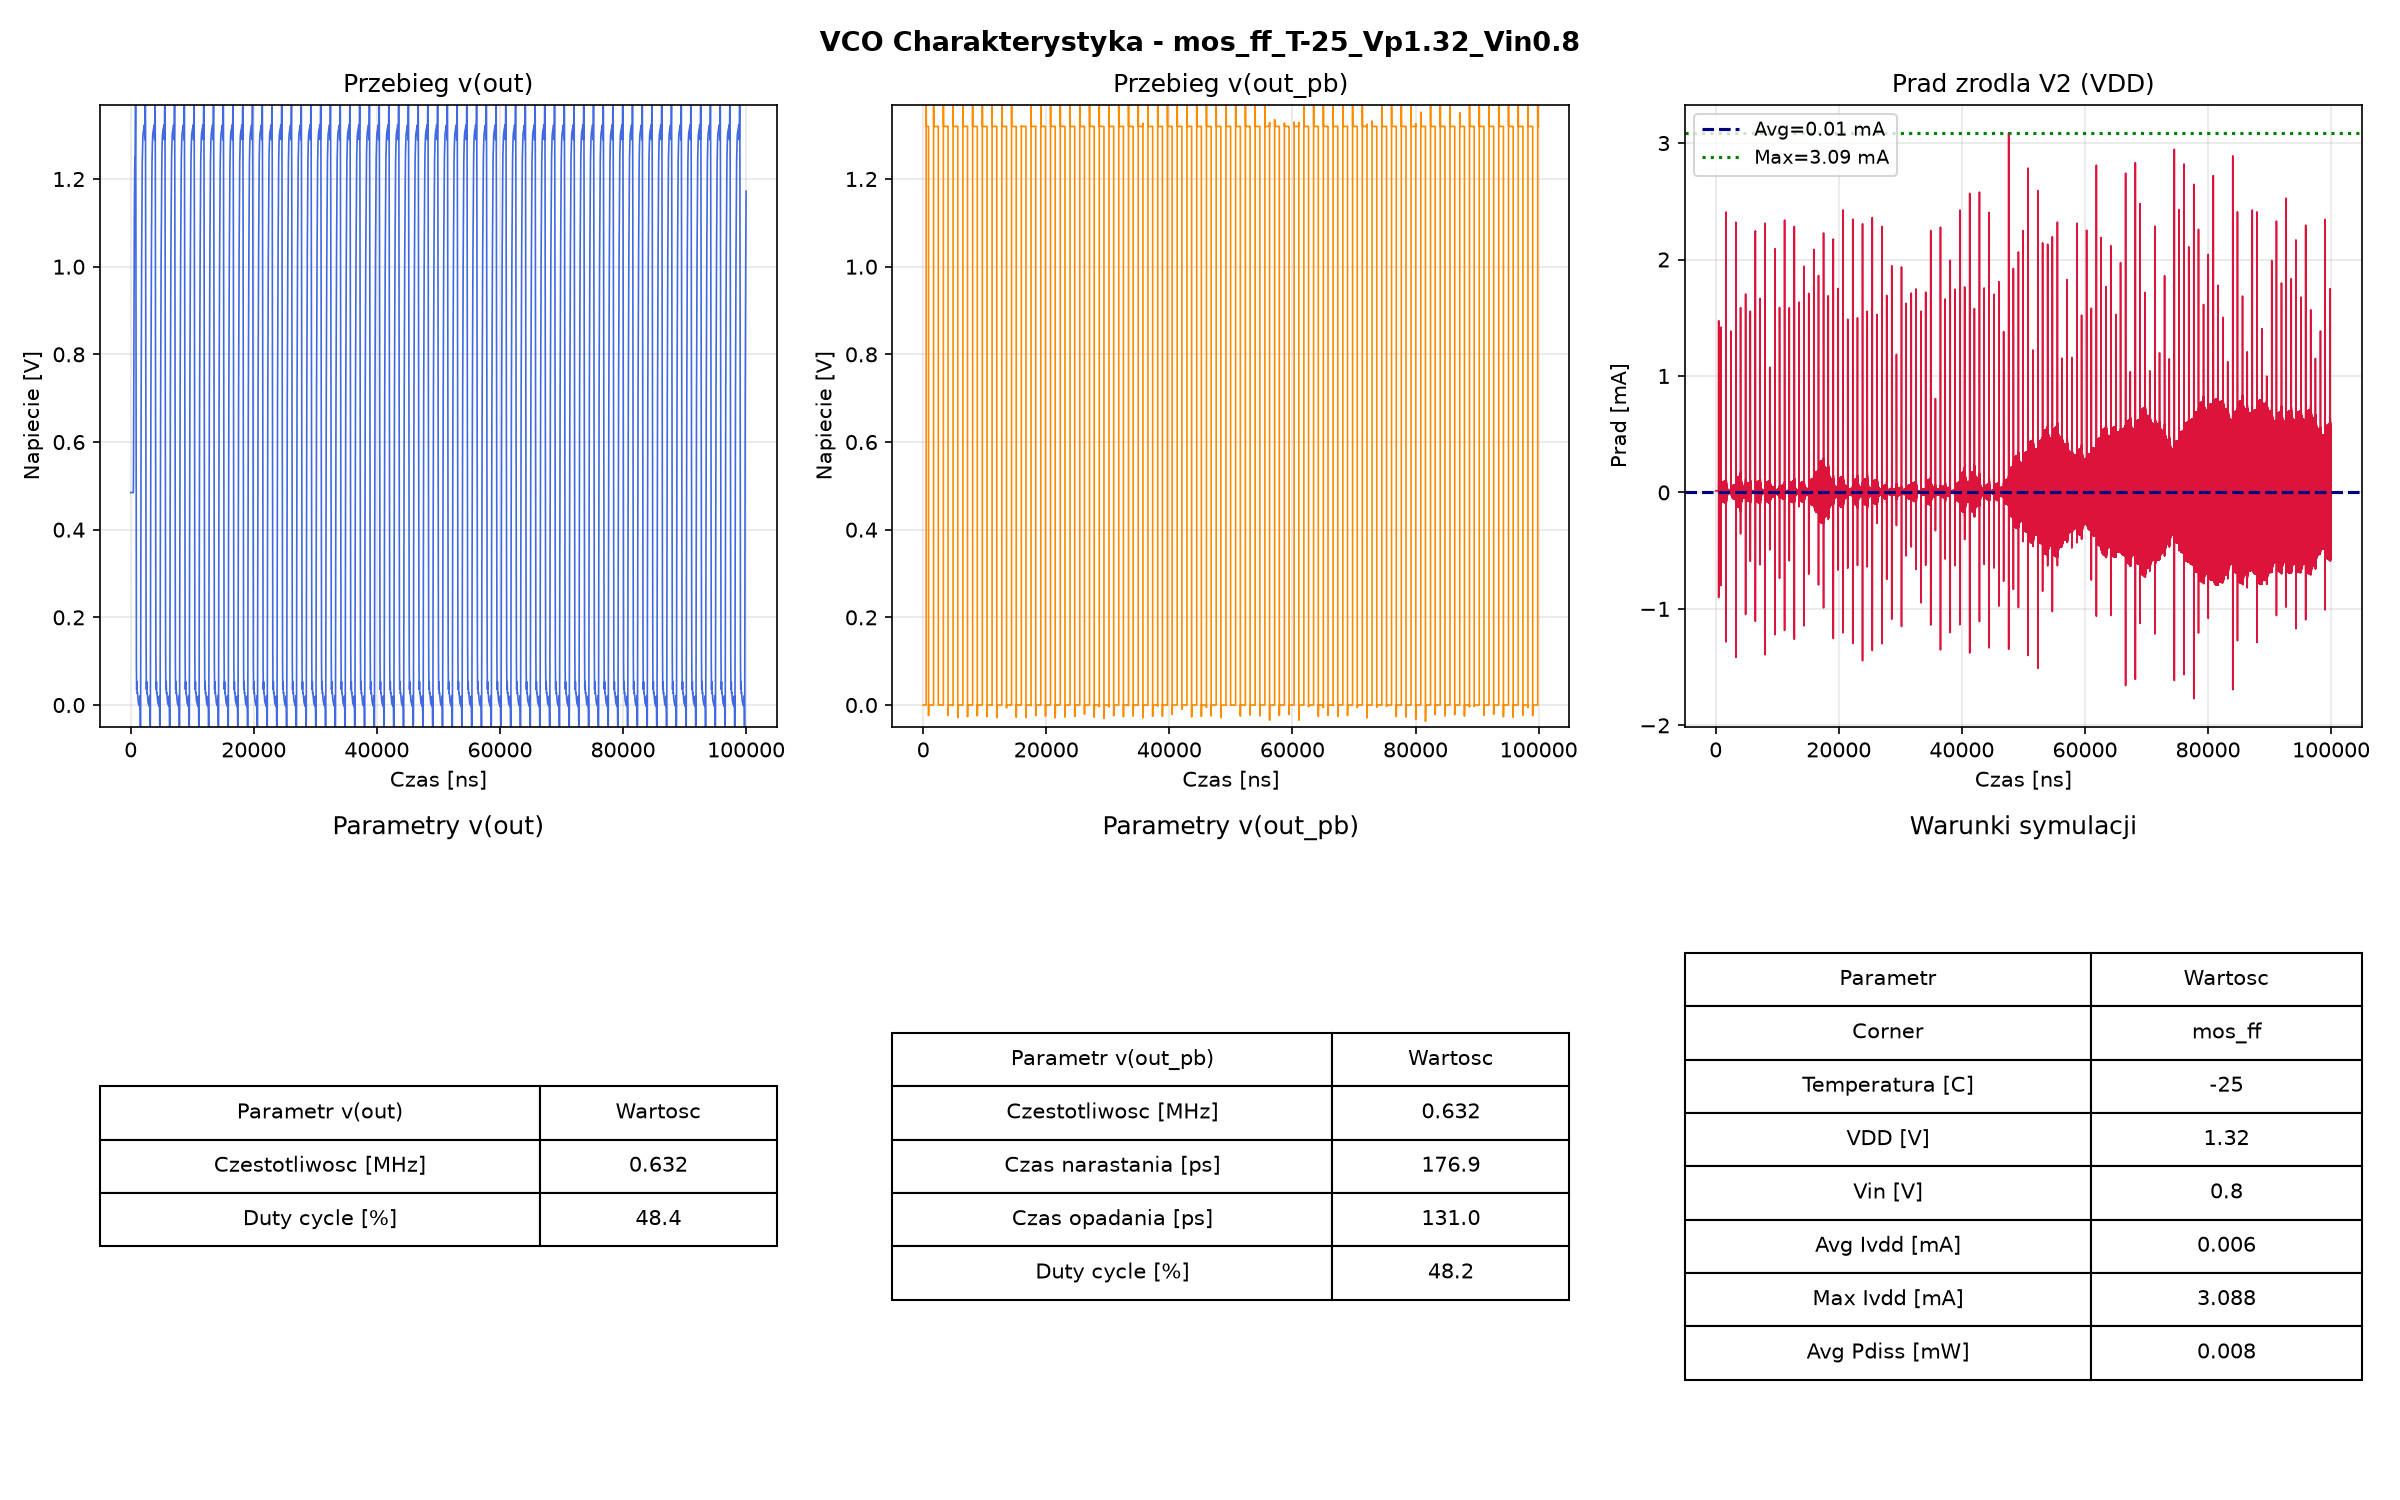 VCO Charakterystyka - mos_ff_T-25_Vp1.32_Vin0.8
Przebieg v(out)
Napiecie [V]
1.2
1.0
0.8
0.6
0.4
0.2
0.0
0 20000 40000 60000 80000 100000
Czas [ns]
Przebieg v(out_pb)
Napiecie [V]
1.2
1.0
0.8
0.6
0.4
0.2
0.0
0 20000 40000 60000 80000 100000
Czas [ns]
Prad zrodla V2 (VDD)
Avg=0.01 mA
Max=3.09 mA
Prad [mA]
3
2
1
0
−1
−2
0 20000 40000 60000 80000 100000
Czas [ns]
Parametry v(out)
Parametr v(out) Wartosc
Czestotliwosc [MHz] 0.632
Duty cycle [%] 48.4
Parametry v(out_pb)
Parametr v(out_pb) Wartosc
Czestotliwosc [MHz] 0.632
Czas narastania [ps] 176.9
Czas opadania [ps] 131.0
Duty cycle [%] 48.2
Warunki symulacji
Parametr Wartosc
Corner mos_ff
Temperatura [C] -25
VDD [V] 1.32
Vin [V] 0.8
Avg Ivdd [mA] 0.006
Max Ivdd [mA] 3.088
Avg Pdiss [mW] 0.008